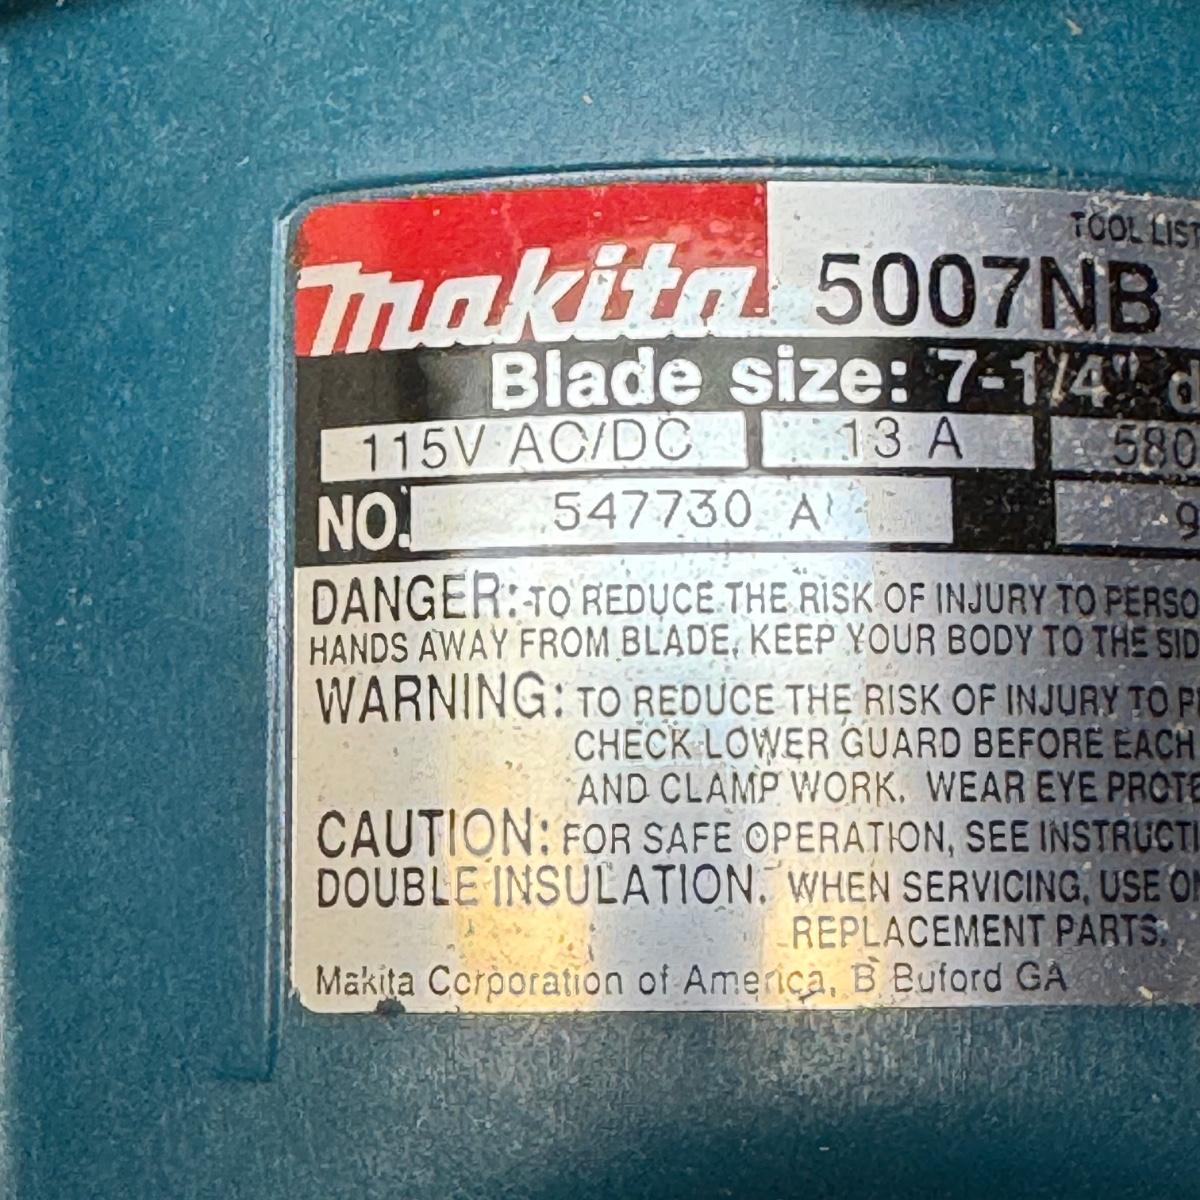 TOOL LIST
makita 5007NB
Blade size: 7-1/4" d
115V AC/DC 13 A 580
NO. 547730 A 9
DANGER: TO REDUCE THE RISK OF INJURY TO PERSO
HANDS AWAY FROM BLADE, KEEP YOUR BODY TO THE SID
WARNING: TO REDUCE THE RISK OF INJURY TO P
CHECK LOWER GUARD BEFORE EACH
AND CLAMP WORK. WEAR EYE PROTE
CAUTION: FOR SAFE OPERATION, SEE INSTRUCTI
DOUBLE INSULATION. WHEN SERVICING, USE ON
REPLACEMENT PARTS.
Makita Corporation of America, B Buford GA